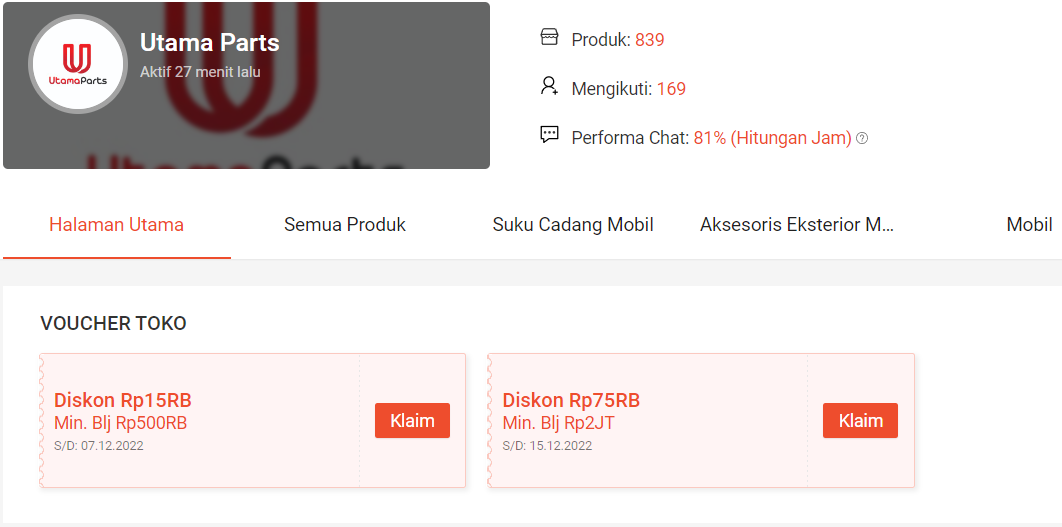 Utama Parts
Aktif 27 menit lalu
UtamaParts
UtamaParts
Produk: 839
Mengikuti: 169
Performa Chat: 81% (Hitungan Jam) ?
Halaman Utama
Semua Produk
Suku Cadang Mobil
Aksesoris Eksterior M...
Mobil
VOUCHER TOKO
Diskon Rp15RB
Min. Blj Rp500RB
S/D: 07.12.2022
Klaim
Diskon Rp75RB
Min. Blj Rp2JT
S/D: 15.12.2022
Klaim